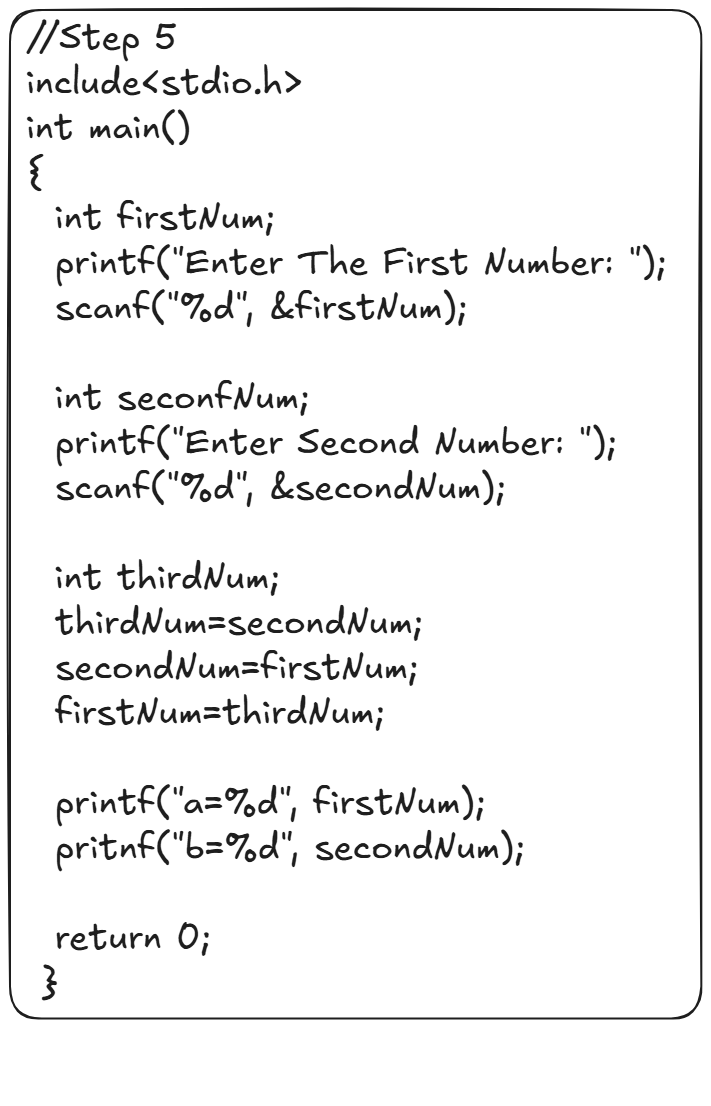 //Step 5
include<stdio.h>
int main()
{
int firstNum;
printf("Enter The First Number: ");
scanf("%d", &firstNum);
int seconfNum;
printf("Enter Second Number: ");
scanf("%d", &secondNum);
int thirdNum;
thirdNum=secondNum;
secondNum=firstNum;
firstNum=thirdNum;
printf("a=%d", firstNum);
pritnf("b=%d", secondNum);
return 0;
}